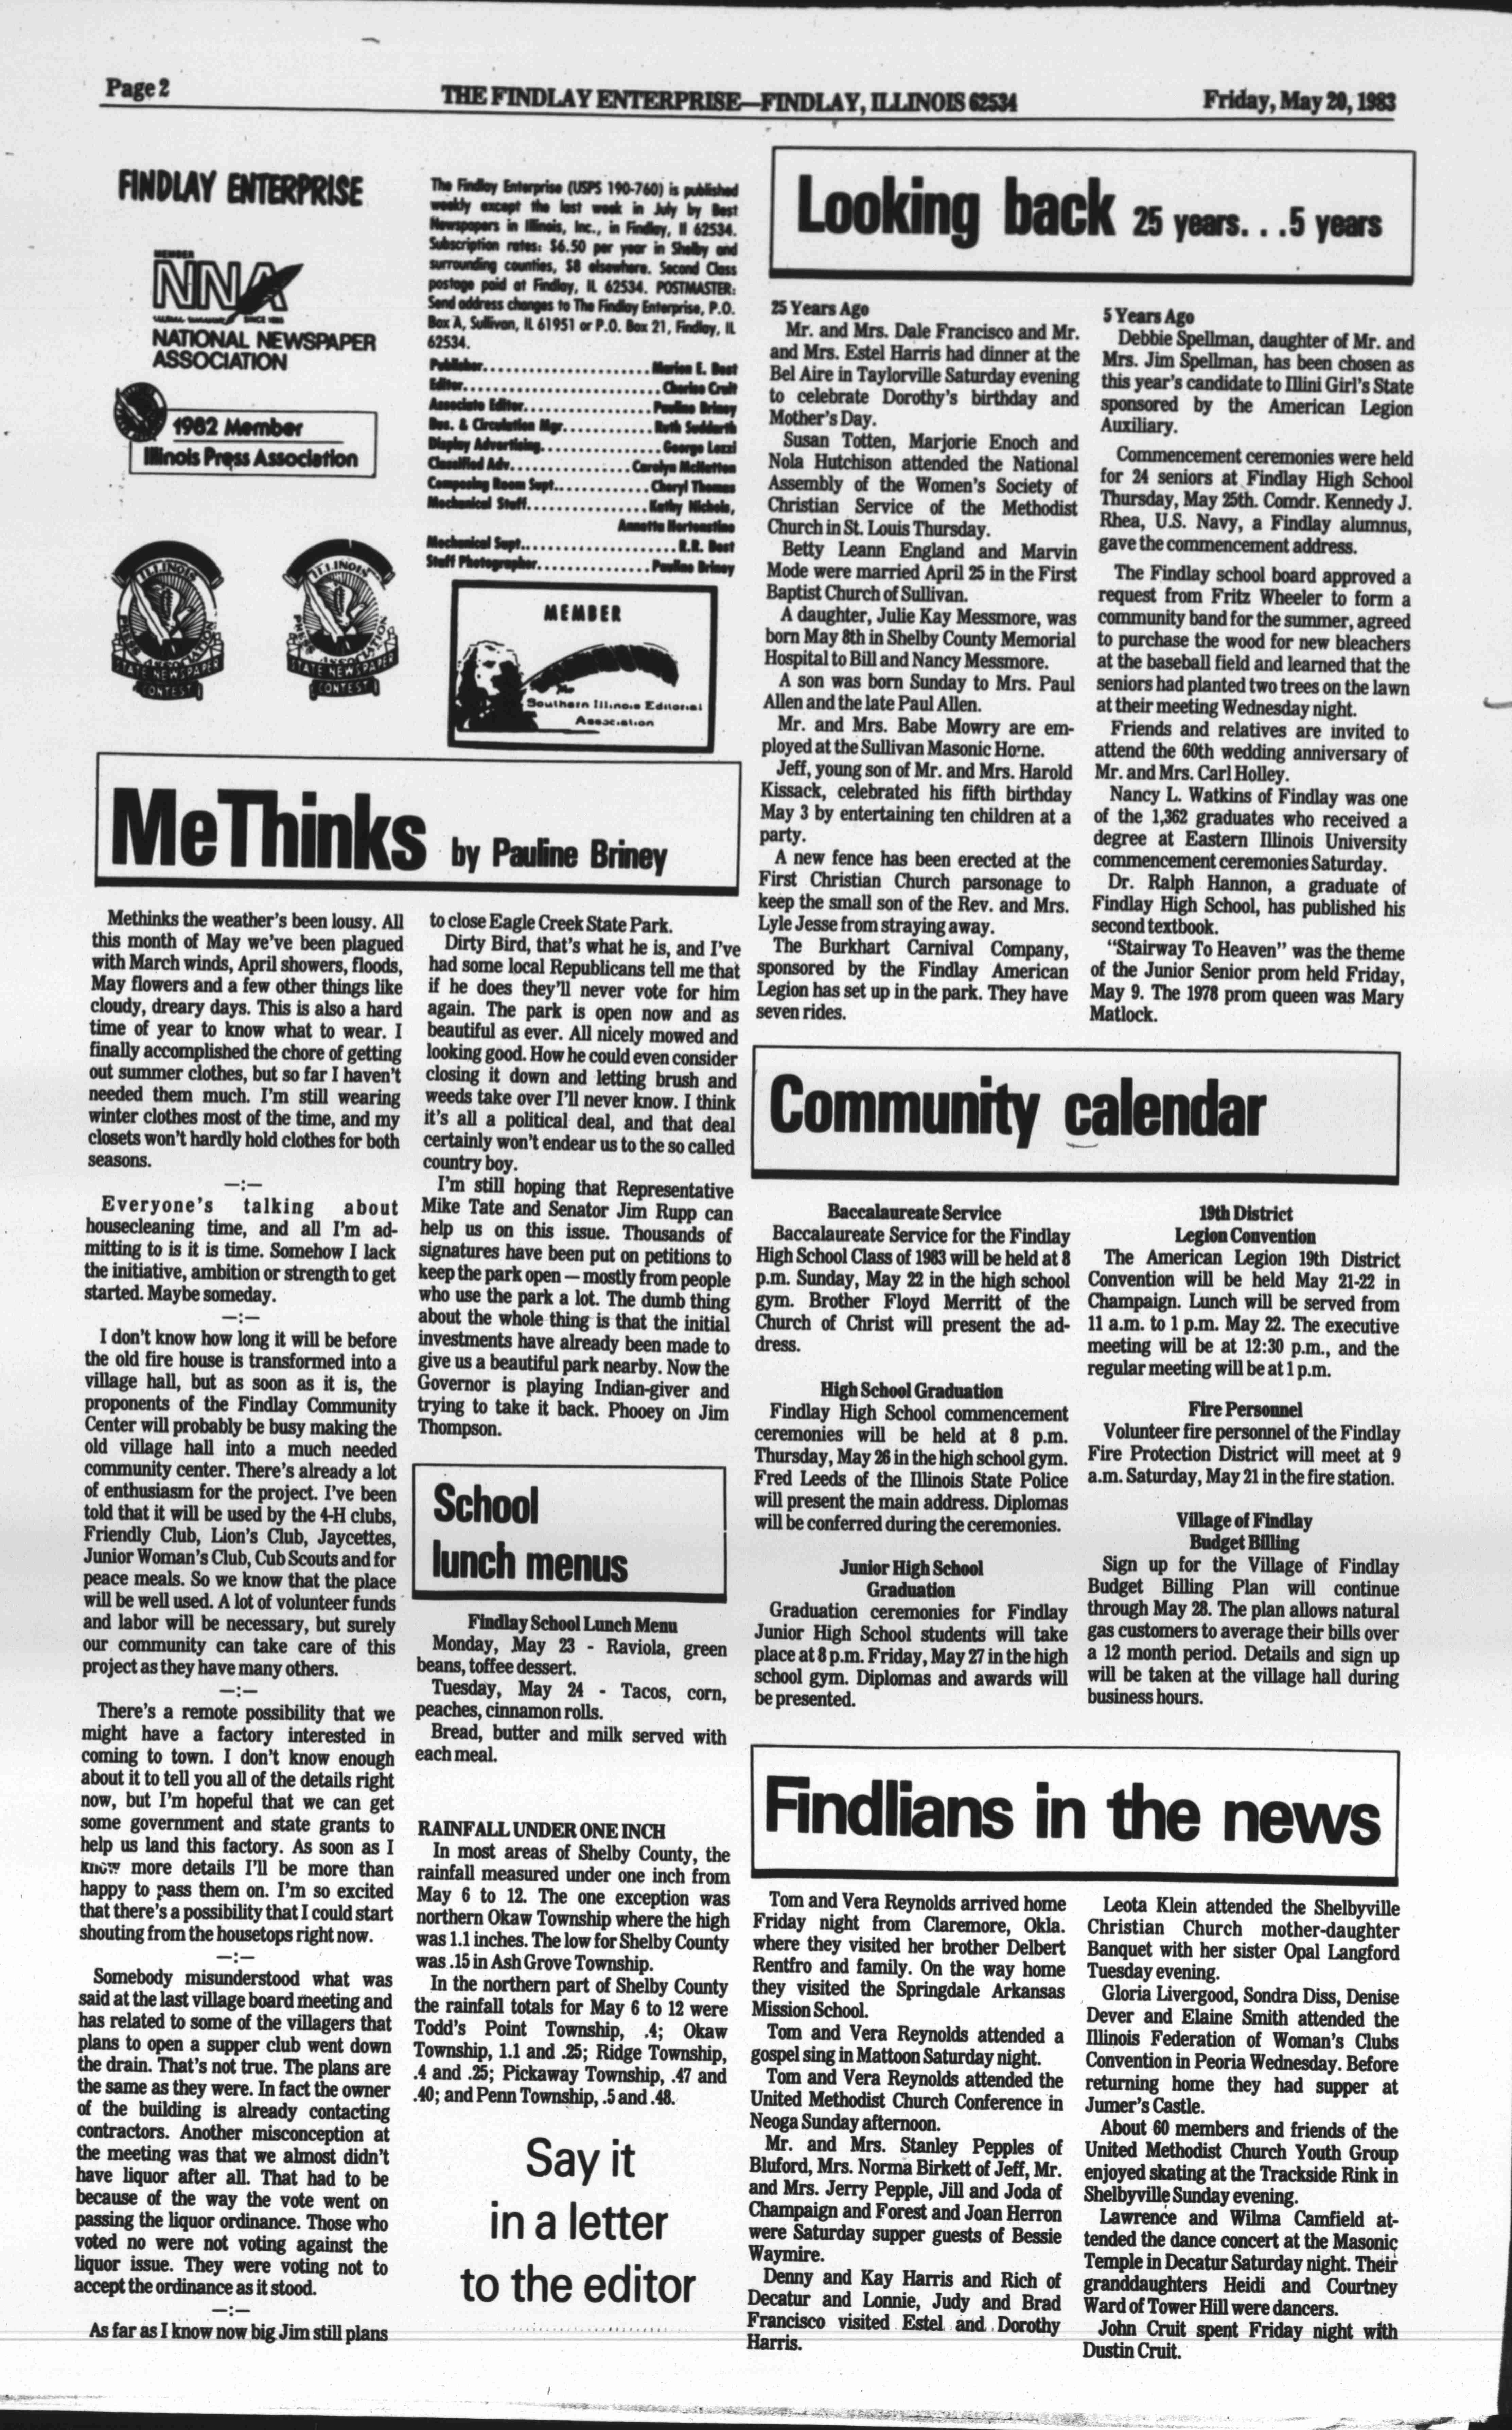 Page 2
THE FINDLAY ENTERPRISE—FINDLAY, ILLINOIS 62534
Friday, May 20, 1983
FINDLAY ENTERPRISE
MEMBER
NNA
SINCE 1885
NATIONAL NEWSPAPER
ASSOCIATION
1982 Member
Illinois Press Association
ILLINOIS
PRESS ASSOCIATION
STATE NEWSPAPER
CONTEST
ILLINOIS
PRESS ASSOCIATION
STATE NEWSPAPER
CONTEST
The Findlay Enterprise (USPS 190-760) is published
weekly except the last week in July by Best
Newspapers in Illinois, Inc., in Findlay, Il 62534.
Subscription rates: $6.50 per year in Shelby and
surrounding counties, $8 elsewhere. Second Class
postage paid at Findlay, IL 62534. POSTMASTER:
Send address changes to The Findlay Enterprise, P.O.
Box A, Sullivan, IL 61951 or P.O. Box 21, Findlay, IL
62534.
Publisher......................Marion E. Best
Editor.........................Charise Cruit
Associate Editor................Pauline Briney
Bus. & Circulation Mgr...........Ruth Suddarth
Display Advertising...............George Lozzi
Classified Adv...............Carolyn McNutton
Composing Room Supt............Cheryl Thomas
Mechanical Staff...............Kathy Nichols,
Annetta Hortenstine
Mechanical Supt....................R.R. Best
Staff Photographer..............Pauline Briney
MEMBER
The
Southern Illinois Editorial
Association
MeThinks by Pauline Briney
Methinks the weather's been lousy. All
this month of May we've been plagued
with March winds, April showers, floods,
May flowers and a few other things like
cloudy, dreary days. This is also a hard
time of year to know what to wear. I
finally accomplished the chore of getting
out summer clothes, but so far I haven't
needed them much. I'm still wearing
winter clothes most of the time, and my
closets won't hardly hold clothes for both
seasons.
—:—
Everyone's talking about
housecleaning time, and all I'm ad-
mitting to is it is time. Somehow I lack
the initiative, ambition or strength to get
started. Maybe someday.
—:—
I don't know how long it will be before
the old fire house is transformed into a
village hall, but as soon as it is, the
proponents of the Findlay Community
Center will probably be busy making the
old village hall into a much needed
community center. There's already a lot
of enthusiasm for the project. I've been
told that it will be used by the 4-H clubs,
Friendly Club, Lion's Club, Jaycettes,
Junior Woman's Club, Cub Scouts and for
peace meals. So we know that the place
will be well used. A lot of volunteer funds
and labor will be necessary, but surely
our community can take care of this
project as they have many others.
—:—
There's a remote possibility that we
might have a factory interested in
coming to town. I don't know enough
about it to tell you all of the details right
now, but I'm hopeful that we can get
some government and state grants to
help us land this factory. As soon as I
know more details I'll be more than
happy to pass them on. I'm so excited
that there's a possibility that I could start
shouting from the housetops right now.
—:—
Somebody misunderstood what was
said at the last village board meeting and
has related to some of the villagers that
plans to open a supper club went down
the drain. That's not true. The plans are
the same as they were. In fact the owner
of the building is already contacting
contractors. Another misconception at
the meeting was that we almost didn't
have liquor after all. That had to be
because of the way the vote went on
passing the liquor ordinance. Those who
voted no were not voting against the
liquor issue. They were voting not to
accept the ordinance as it stood.
—:—
As far as I know now big Jim still plans
to close Eagle Creek State Park.
Dirty Bird, that's what he is, and I've
had some local Republicans tell me that
if he does they'll never vote for him
again. The park is open now and as
beautiful as ever. All nicely mowed and
looking good. How he could even consider
closing it down and letting brush and
weeds take over I'll never know. I think
it's all a political deal, and that deal
certainly won't endear us to the so called
country boy.
I'm still hoping that Representative
Mike Tate and Senator Jim Rupp can
help us on this issue. Thousands of
signatures have been put on petitions to
keep the park open — mostly from people
who use the park a lot. The dumb thing
about the whole thing is that the initial
investments have already been made to
give us a beautiful park nearby. Now the
Governor is playing Indian-giver and
trying to take it back. Phooey on Jim
Thompson.
School
lunch menus
Findlay School Lunch Menu
Monday, May 23 - Raviola, green
beans, toffee dessert.
Tuesday, May 24 - Tacos, corn,
peaches, cinnamon rolls.
Bread, butter and milk served with
each meal.
RAINFALL UNDER ONE INCH
In most areas of Shelby County, the
rainfall measured under one inch from
May 6 to 12. The one exception was
northern Okaw Township where the high
was 1.1 inches. The low for Shelby County
was .15 in Ash Grove Township.
In the northern part of Shelby County
the rainfall totals for May 6 to 12 were
Todd's Point Township, .4; Okaw
Township, 1.1 and .25; Ridge Township,
.4 and .25; Pickaway Township, .47 and
.40; and Penn Township, .5 and .48.
Say it
in a letter
to the editor
Looking back 25 years. . .5 years
25 Years Ago
Mr. and Mrs. Dale Francisco and Mr.
and Mrs. Estel Harris had dinner at the
Bel Aire in Taylorville Saturday evening
to celebrate Dorothy's birthday and
Mother's Day.
Susan Totten, Marjorie Enoch and
Nola Hutchison attended the National
Assembly of the Women's Society of
Christian Service of the Methodist
Church in St. Louis Thursday.
Betty Leann England and Marvin
Mode were married April 25 in the First
Baptist Church of Sullivan.
A daughter, Julie Kay Messmore, was
born May 8th in Shelby County Memorial
Hospital to Bill and Nancy Messmore.
A son was born Sunday to Mrs. Paul
Allen and the late Paul Allen.
Mr. and Mrs. Babe Mowry are em-
ployed at the Sullivan Masonic Home.
Jeff, young son of Mr. and Mrs. Harold
Kissack, celebrated his fifth birthday
May 3 by entertaining ten children at a
party.
A new fence has been erected at the
First Christian Church parsonage to
keep the small son of the Rev. and Mrs.
Lyle Jesse from straying away.
The Burkhart Carnival Company,
sponsored by the Findlay American
Legion has set up in the park. They have
seven rides.
5 Years Ago
Debbie Spellman, daughter of Mr. and
Mrs. Jim Spellman, has been chosen as
this year's candidate to Illini Girl's State
sponsored by the American Legion
Auxiliary.
Commencement ceremonies were held
for 24 seniors at Findlay High School
Thursday, May 25th. Comdr. Kennedy J.
Rhea, U.S. Navy, a Findlay alumnus,
gave the commencement address.
The Findlay school board approved a
request from Fritz Wheeler to form a
community band for the summer, agreed
to purchase the wood for new bleachers
at the baseball field and learned that the
seniors had planted two trees on the lawn
at their meeting Wednesday night.
Friends and relatives are invited to
attend the 60th wedding anniversary of
Mr. and Mrs. Carl Holley.
Nancy L. Watkins of Findlay was one
of the 1,362 graduates who received a
degree at Eastern Illinois University
commencement ceremonies Saturday.
Dr. Ralph Hannon, a graduate of
Findlay High School, has published his
second textbook.
"Stairway To Heaven" was the theme
of the Junior Senior prom held Friday,
May 9. The 1978 prom queen was Mary
Matlock.
Community calendar
Baccalaureate Service
Baccalaureate Service for the Findlay
High School Class of 1983 will be held at 8
p.m. Sunday, May 22 in the high school
gym. Brother Floyd Merritt of the
Church of Christ will present the ad-
dress.
High School Graduation
Findlay High School commencement
ceremonies will be held at 8 p.m.
Thursday, May 26 in the high school gym.
Fred Leeds of the Illinois State Police
will present the main address. Diplomas
will be conferred during the ceremonies.
Junior High School
Graduation
Graduation ceremonies for Findlay
Junior High School students will take
place at 8 p.m. Friday, May 27 in the high
school gym. Diplomas and awards will
be presented.
19th District
Legion Convention
The American Legion 19th District
Convention will be held May 21-22 in
Champaign. Lunch will be served from
11 a.m. to 1 p.m. May 22. The executive
meeting will be at 12:30 p.m., and the
regular meeting will be at 1 p.m.
Fire Personnel
Volunteer fire personnel of the Findlay
Fire Protection District will meet at 9
a.m. Saturday, May 21 in the fire station.
Village of Findlay
Budget Billing
Sign up for the Village of Findlay
Budget Billing Plan will continue
through May 28. The plan allows natural
gas customers to average their bills over
a 12 month period. Details and sign up
will be taken at the village hall during
business hours.
Findlians in the news
Tom and Vera Reynolds arrived home
Friday night from Claremore, Okla.
where they visited her brother Delbert
Rentfro and family. On the way home
they visited the Springdale Arkansas
Mission School.
Tom and Vera Reynolds attended a
gospel sing in Mattoon Saturday night.
Tom and Vera Reynolds attended the
United Methodist Church Conference in
Neoga Sunday afternoon.
Mr. and Mrs. Stanley Pepples of
Bluford, Mrs. Norma Birkett of Jeff, Mr.
and Mrs. Jerry Pepple, Jill and Joda of
Champaign and Forest and Joan Herron
were Saturday supper guests of Bessie
Waymire.
Denny and Kay Harris and Rich of
Decatur and Lonnie, Judy and Brad
Francisco visited Estel and Dorothy
Harris.
Leota Klein attended the Shelbyville
Christian Church mother-daughter
Banquet with her sister Opal Langford
Tuesday evening.
Gloria Livergood, Sondra Diss, Denise
Dever and Elaine Smith attended the
Illinois Federation of Woman's Clubs
Convention in Peoria Wednesday. Before
returning home they had supper at
Jumer's Castle.
About 60 members and friends of the
United Methodist Church Youth Group
enjoyed skating at the Trackside Rink in
Shelbyville Sunday evening.
Lawrence and Wilma Camfield at-
tended the dance concert at the Masonic
Temple in Decatur Saturday night. Their
granddaughters Heidi and Courtney
Ward of Tower Hill were dancers.
John Cruit spent Friday night with
Dustin Cruit.